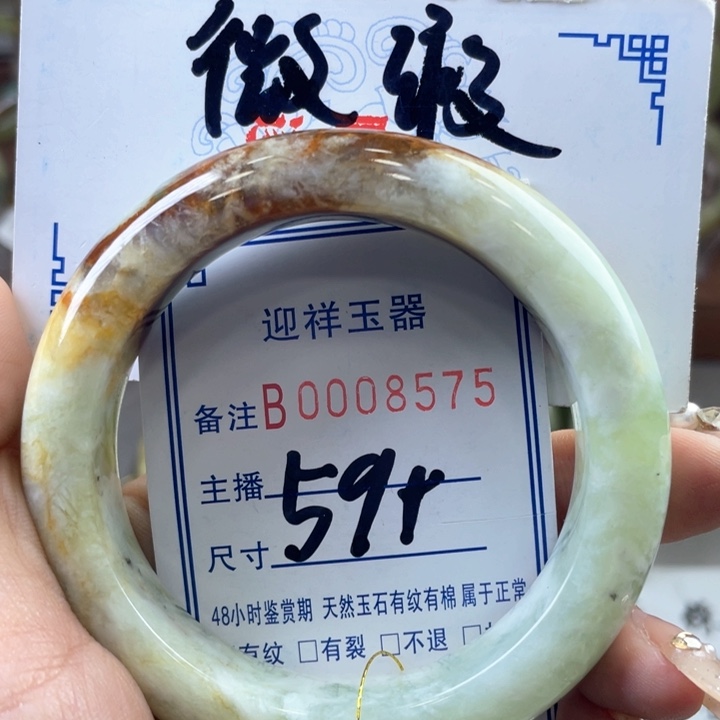 微瑕
迎祥玉器
备注B0008575
主播
尺寸59+
48小时鉴赏期 天然玉石有纹有棉 属于正常
有纹 □有裂 □不退 □